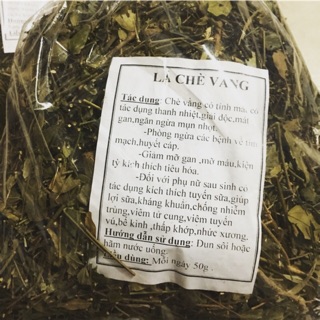 LÁ CHÈ VẰNG
Tác dụng: Chè vằng có tính mát, có
tác dụng thanh nhiệt,giải độc,mát
gan,ngăn ngừa mụn nhọt.
-Phòng ngừa các bệnh về tim
mạch,huyết cấp.
-Giảm mỡ gan ,mỡ máu,kiện
tỳ kích thích tiêu hóa.
-Đối với phụ nữ sau sinh có
tác dụng kích thích tuyến sữa,giúp
lợi sữa,kháng khuẩn,chống nhiễm
trùng,viêm tử cung,viêm tuyến
vú,bế kinh ,thấp khớp,nhức xương.
Hướng dẫn sử dụng: Đun sôi hoặc
hãm nước uống.
Liều dùng: Mỗi ngày 50g